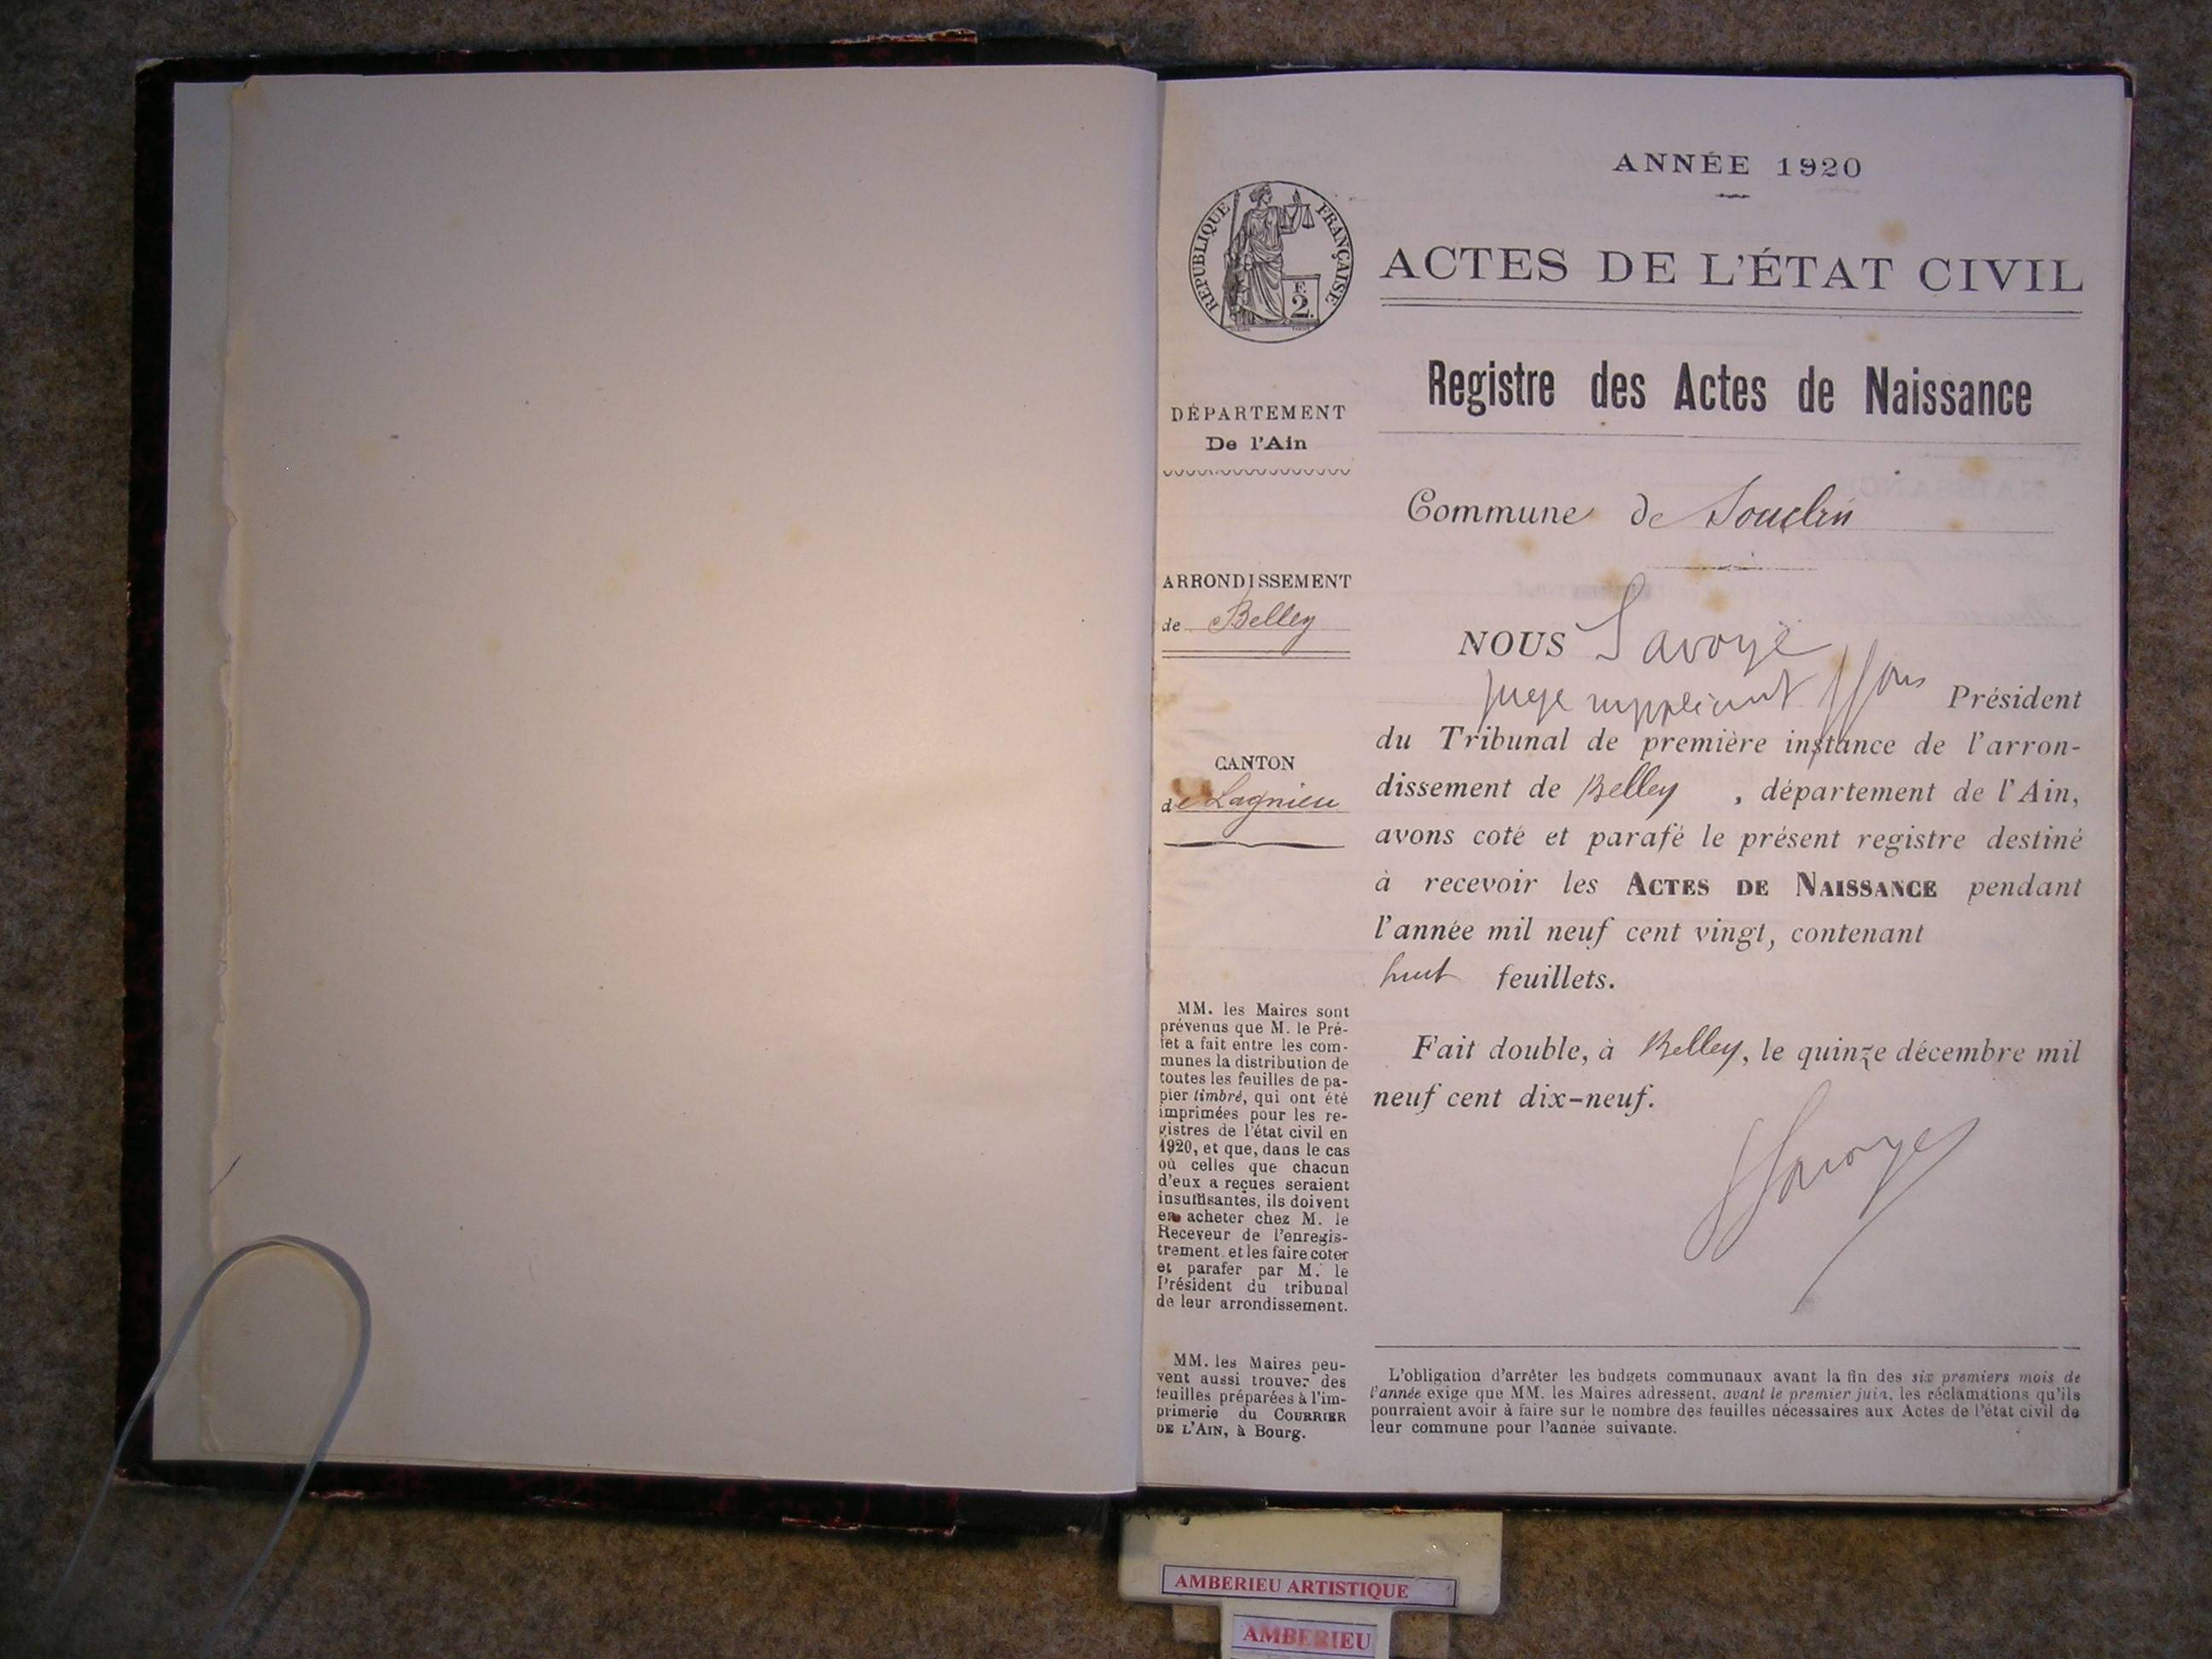 ANNÉE 1920
RÉPUBLIQUE FRANÇAISE
F.
2.
ACTES DE L'ÉTAT CIVIL
Registre des Actes de Naissance
DÉPARTEMENT
De l'Ain
Commune de Souclin
ARRONDISSEMENT
de Belley
CANTON
de Lagnieu
NOUS Savoye
juge suppléant Président
du Tribunal de première instance de l'arron-
dissement de Belley , département de l'Ain,
avons coté et parafé le présent registre destiné
à recevoir les ACTES DE NAISSANCE pendant
l'année mil neuf cent vingt, contenant
huit feuillets.
Fait double, à Belley, le quinze décembre mil
neuf cent dix-neuf.
Savoye
MM. les Maires sont
prévenus que M. le Pré-
fet a fait entre les com-
munes la distribution de
toutes les feuilles de pa-
pier timbré, qui ont été
imprimées pour les re-
gistres de l'état civil en
1920, et que, dans le cas
où celles que chacun
d'eux a reçues seraient
insuffisantes, ils doivent
en acheter chez M. le
Receveur de l'enregis-
trement et les faire coter
et parafer par M. le
Président du tribunal
de leur arrondissement.
MM. les Maires peu-
vent aussi trouver des
feuilles préparées à l'im-
primerie du COURRIER
DE L'AIN, à Bourg.
L'obligation d'arrêter les budgets communaux avant la fin des six premiers mois de
l'année exige que MM. les Maires adressent, avant le premier juin, les réclamations qu'ils
pourraient avoir à faire sur le nombre des feuilles nécessaires aux Actes de l'état civil de
leur commune pour l'année suivante.
AMBERIEU ARTISTIQUE
AMBERIEU